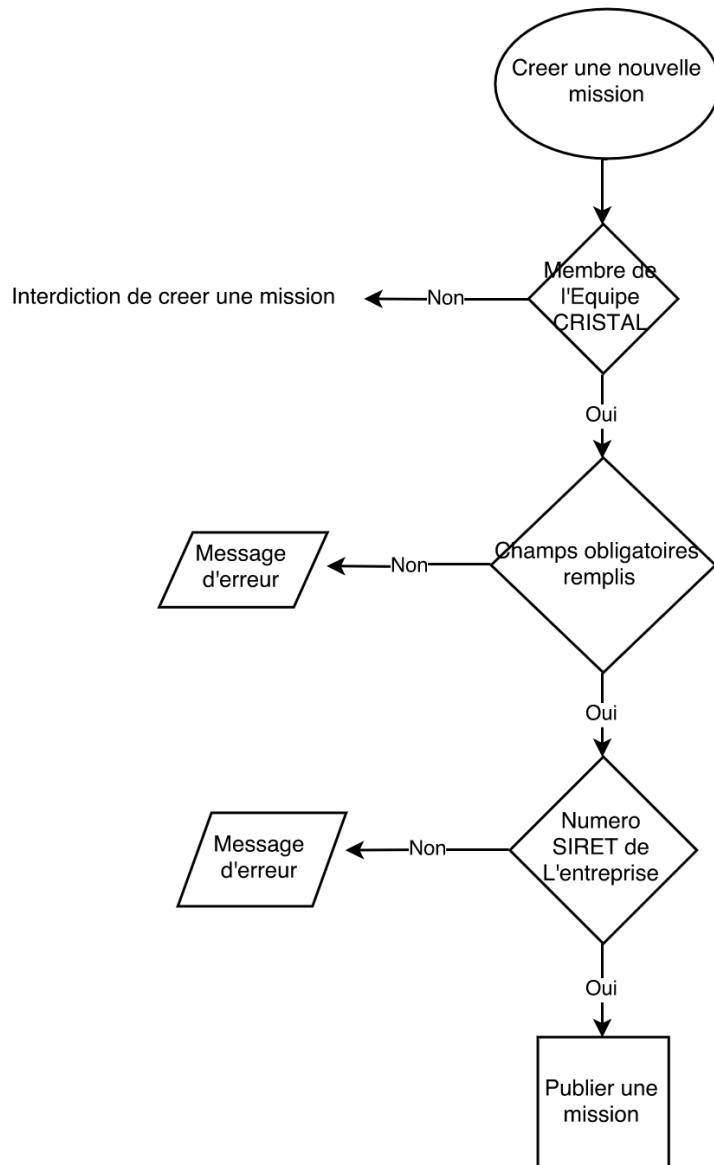 Creer une nouvelle
mission
Membre de
l'Equipe
CRISTAL
Non
Interdiction de creer une mission
Oui
Champs obligatoires
remplis
Non
Message
d'erreur
Oui
Numero
SIRET de
L'entreprise
Non
Message
d'erreur
Oui
Publier une
mission